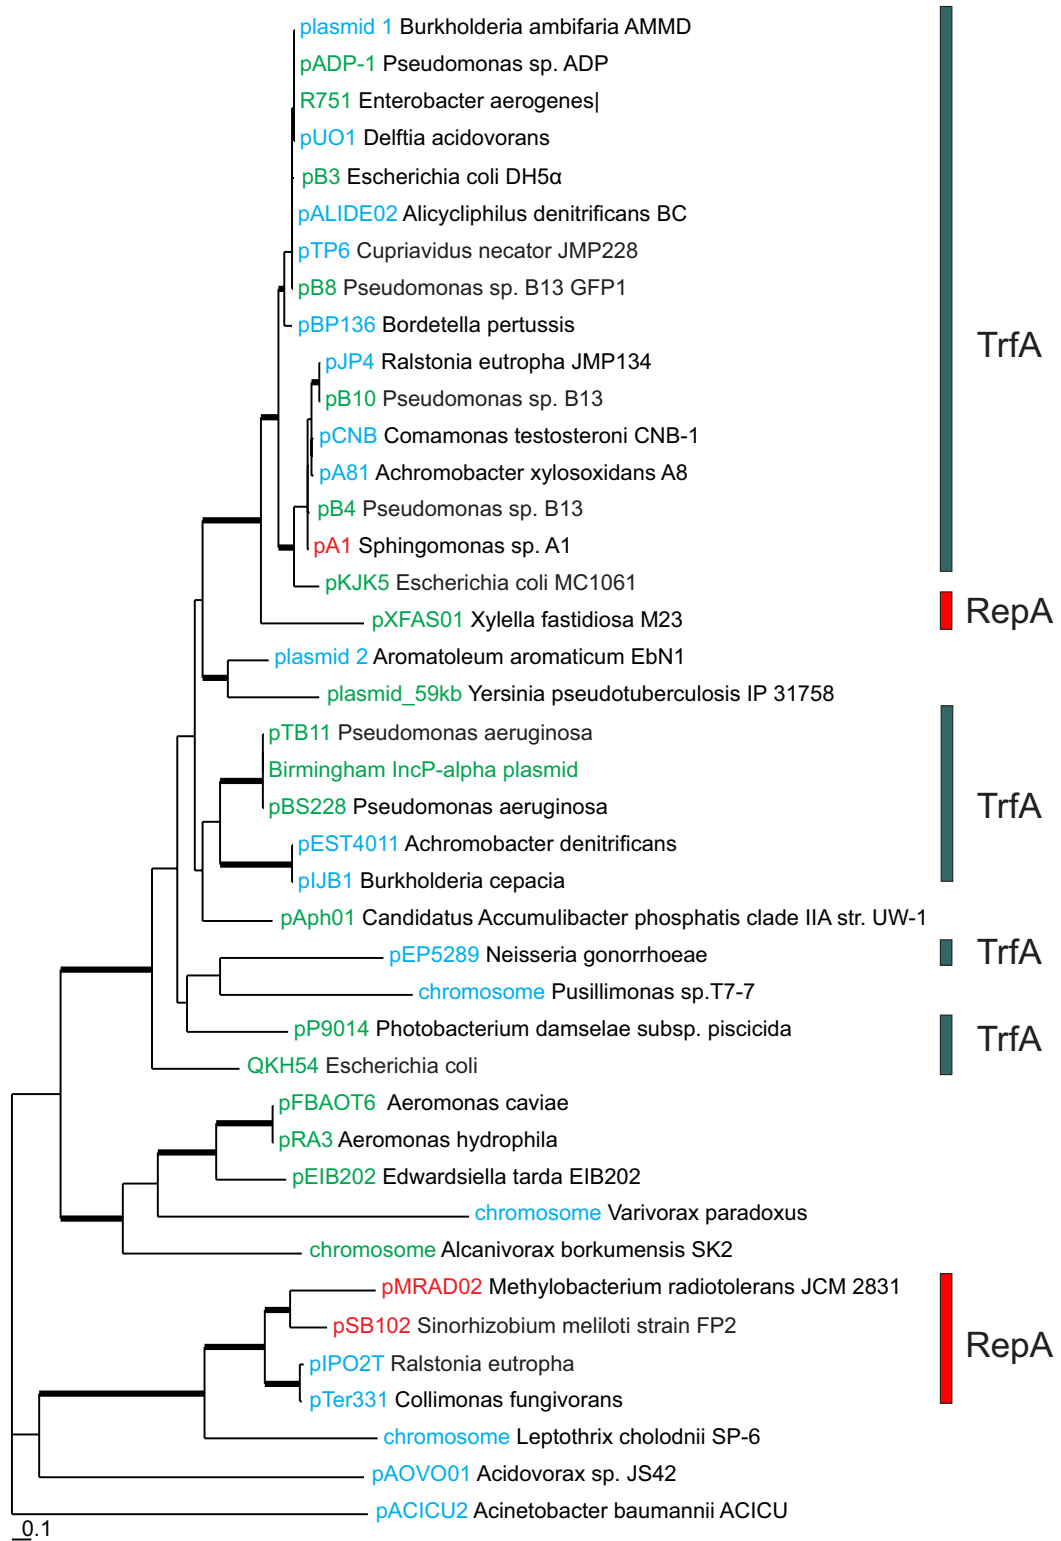 plasmid 1 Burkholderia ambifaria AMMD
pADP-1 Pseudomonas sp. ADP
R751 Enterobacter aerogenes|
pUO1 Delftia acidovorans
pB3 Escherichia coli DH5α
pALIDE02 Alicycliphilus denitrificans BC
pTP6 Cupriavidus necator JMP228
pB8 Pseudomonas sp. B13 GFP1
pBP136 Bordetella pertussis
TrfA
pJP4 Ralstonia eutropha JMP134
pB10 Pseudomonas sp. B13
pCNB Comamonas testosteroni CNB-1
pA81 Achromobacter xylosoxidans A8
pB4 Pseudomonas sp. B13
pA1 Sphingomonas sp. A1
pKJK5 Escherichia coli MC1061
RepA
pXFAS01 Xylella fastidiosa M23
plasmid 2 Aromatoleum aromaticum EbN1
plasmid_59kb Yersinia pseudotuberculosis IP 31758
pTB11 Pseudomonas aeruginosa
Birmingham IncP-alpha plasmid
pBS228 Pseudomonas aeruginosa
TrfA
pEST4011 Achromobacter denitrificans
pIJB1 Burkholderia cepacia
pAph01 Candidatus Accumulibacter phosphatis clade IIA str. UW-1
pEP5289 Neisseria gonorrhoeae
TrfA
chromosome Pusillimonas sp.T7-7
pP9014 Photobacterium damselae subsp. piscicida
TrfA
QKH54 Escherichia coli
pFBAOT6 Aeromonas caviae
pRA3 Aeromonas hydrophila
pEIB202 Edwardsiella tarda EIB202
chromosome Varivorax paradoxus
chromosome Alcanivorax borkumensis SK2
pMRAD02 Methylobacterium radiotolerans JCM 2831
pSB102 Sinorhizobium meliloti strain FP2
RepA
pIPO2T Ralstonia eutropha
pTer331 Collimonas fungivorans
chromosome Leptothrix cholodnii SP-6
pAOVO01 Acidovorax sp. JS42
pACICU2 Acinetobacter baumannii ACICU
0.1